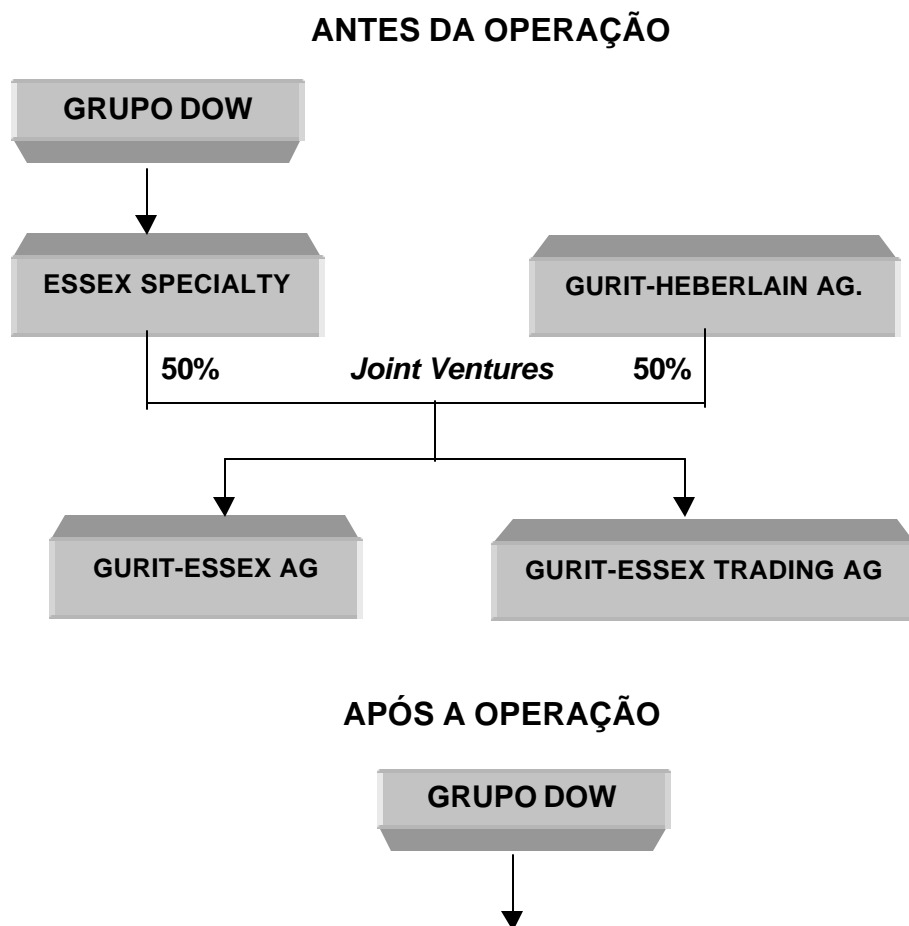 ANTES DA OPERAÇÃO
GRUPO DOW
ESSEX SPECIALTY
GURIT-HEBERLAIN AG.
50% Joint Ventures 50%
GURIT-ESSEX AG
GURIT-ESSEX TRADING AG
APÓS A OPERAÇÃO
GRUPO DOW